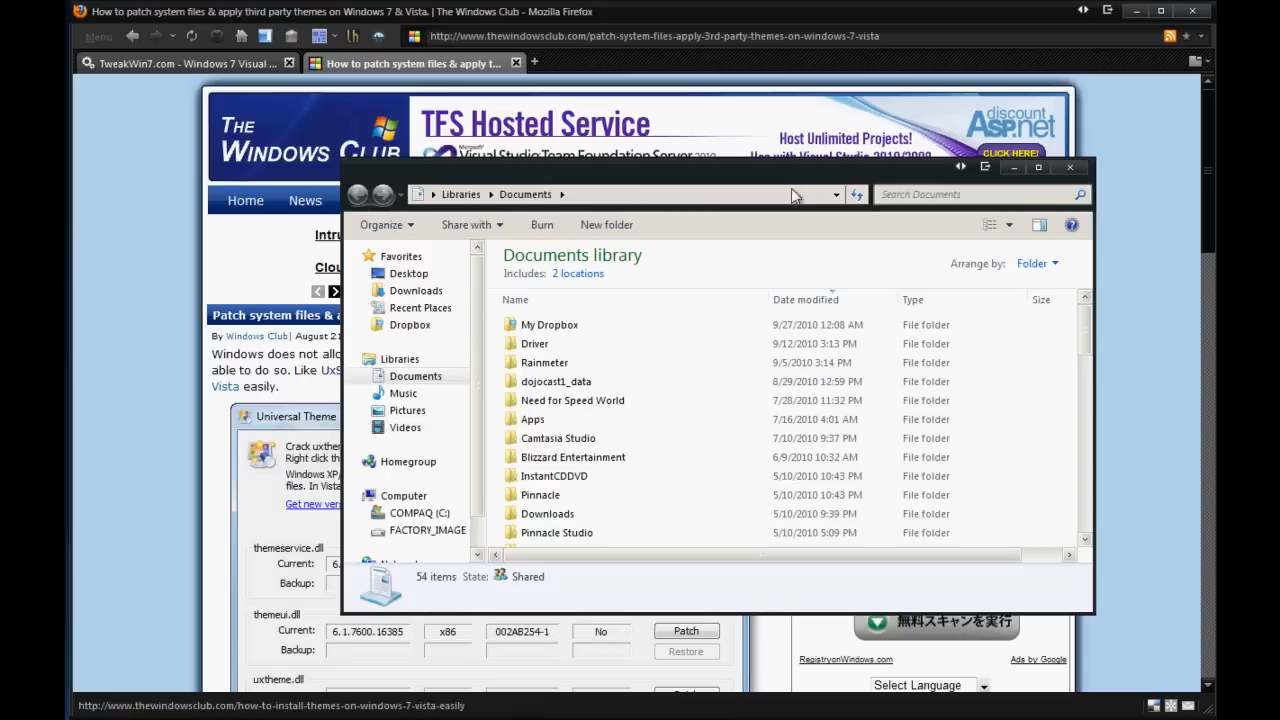 How to patch system files & apply third party themes on Windows 7 & Vista. | The Windows Club - Mozilla Firefox
Menu
http://www.thewindowsclub.com/patch-system-files-apply-3rd-party-themes-on-windows-7-vista
TweakWin7.com - Windows 7 Visual ...
How to patch system files & apply t...
THE WINDOWS CLUB
TFS Hosted Service
Microsoft Visual Studio Team Foundation Server 2010
Host Unlimited Projects!
discount
Asp.net
CLICK HERE!
Home
News
Intru
Clou
Patch system files & a
By Windows Club| August 21
Windows does not allo
able to do so. Like UxS
Vista easily.
Libraries
Documents
Search Documents
Organize
Share with
Burn
New folder
Favorites
Desktop
Downloads
Recent Places
Dropbox
Libraries
Documents
Music
Pictures
Videos
Homegroup
Computer
COMPAQ (C:)
FACTORY_IMAGE
Documents library
Includes: 2 locations
Arrange by: Folder
Name Date modified Type Size
My Dropbox 9/27/2010 12:08 AM File folder
Driver 9/12/2010 3:13 PM File folder
Rainmeter 9/5/2010 3:14 PM File folder
dojocast1_data 8/29/2010 12:59 PM File folder
Need for Speed World 7/28/2010 11:32 PM File folder
Apps 7/16/2010 4:01 AM File folder
Camtasia Studio 7/10/2010 9:37 PM File folder
Blizzard Entertainment 6/9/2010 10:32 AM File folder
InstantCDDVD 5/10/2010 10:43 PM File folder
Pinnacle 5/10/2010 10:43 PM File folder
Downloads 5/10/2010 9:39 PM File folder
Pinnacle Studio 5/10/2010 5:09 PM File folder
54 items State: Shared
Universal Theme
Crack uxthem
Right click th
Windows XP/
files. In Vista
Get new vers
themeservice.dll
Current: 6.
Backup:
themeui.dll
Current: 6.1.7600.16385 x86 002AB254-1 No Patch
Backup: Restore
uxtheme.dll
無料スキャンを実行
RegistryonWindows.com
Ads by Google
Select Language
http://www.thewindowsclub.com/how-to-install-themes-on-windows-7-vista-easily